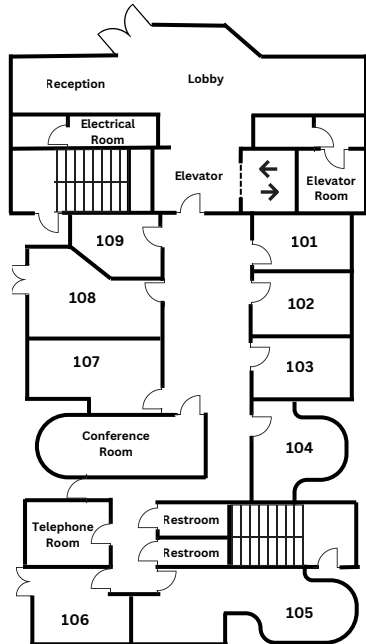 Reception
Lobby
Electrical
Room
Elevator
Elevator
Room
109
101
108
102
107
103
Conference
Room
104
Restroom
Telephone
Room
Restroom
106
105